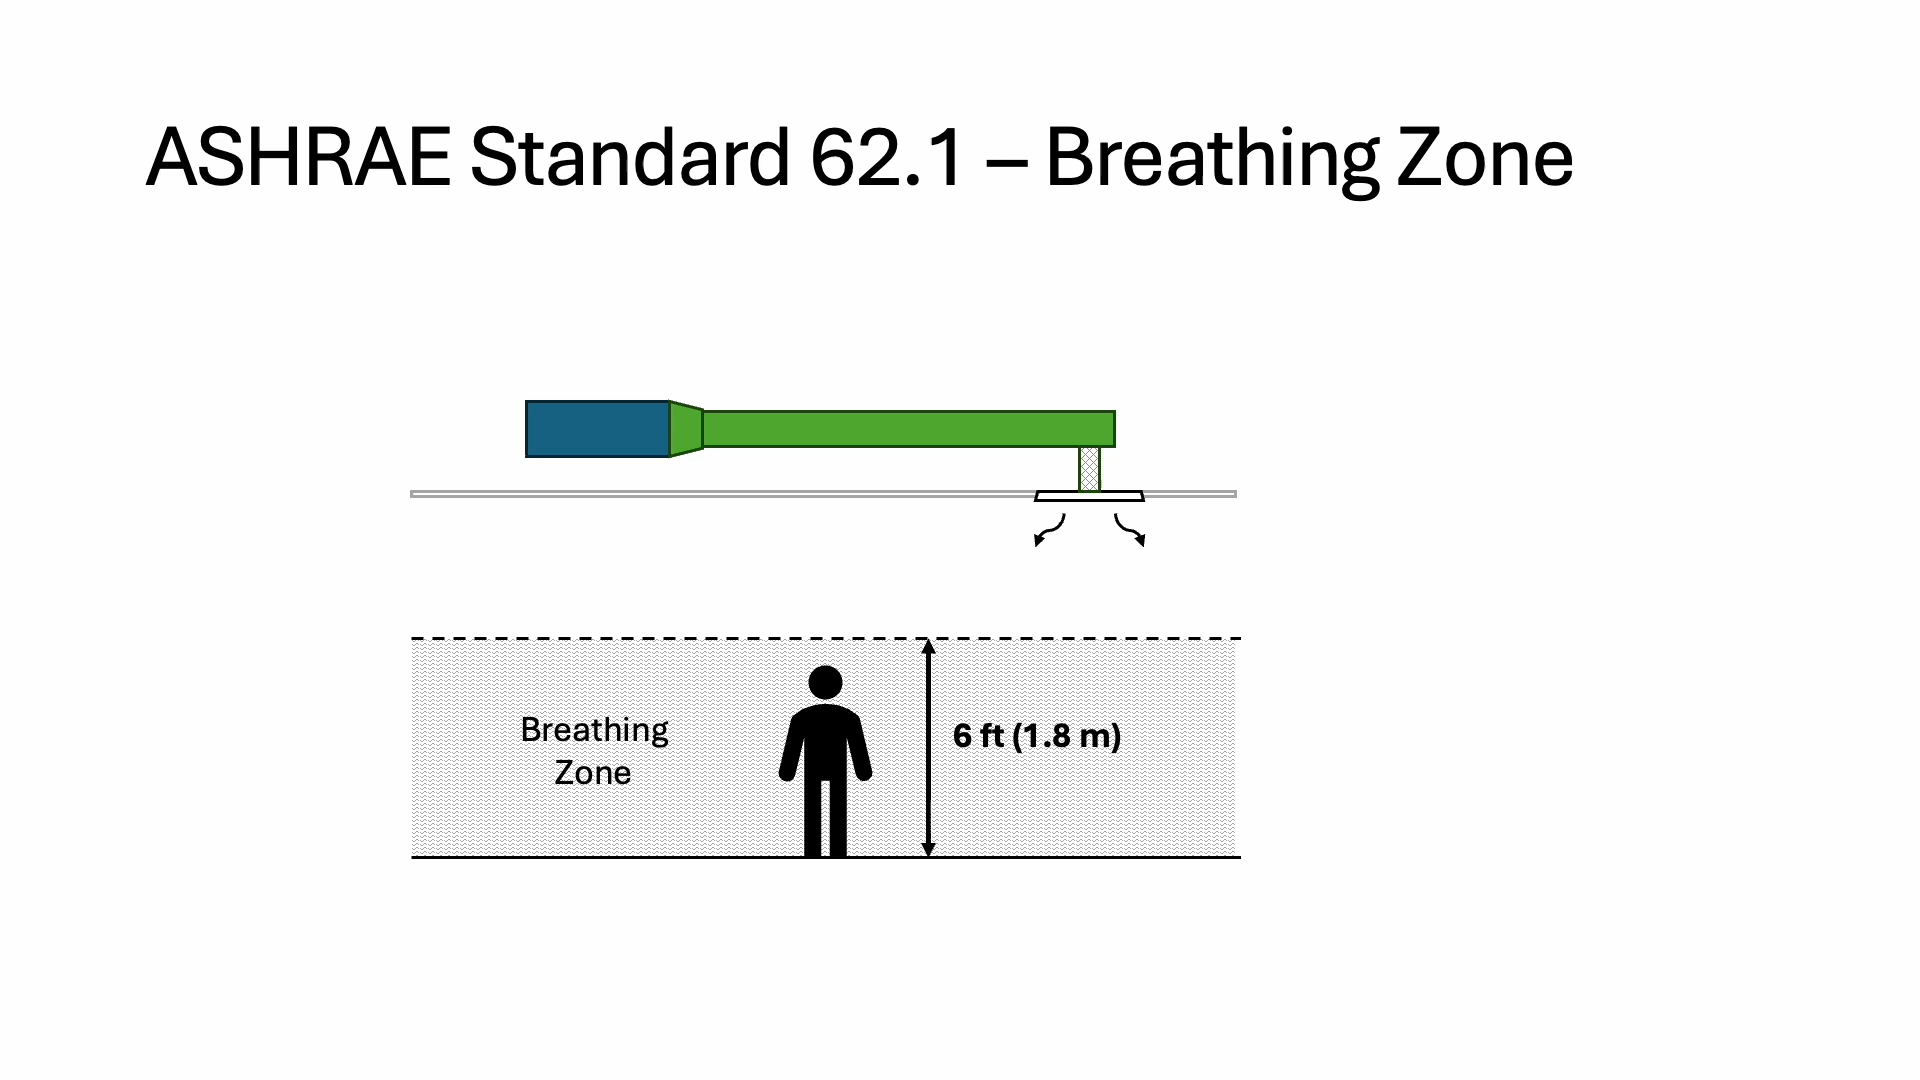 ASHRAE Standard 62.1 – Breathing Zone
Breathing
Zone
6 ft (1.8 m)